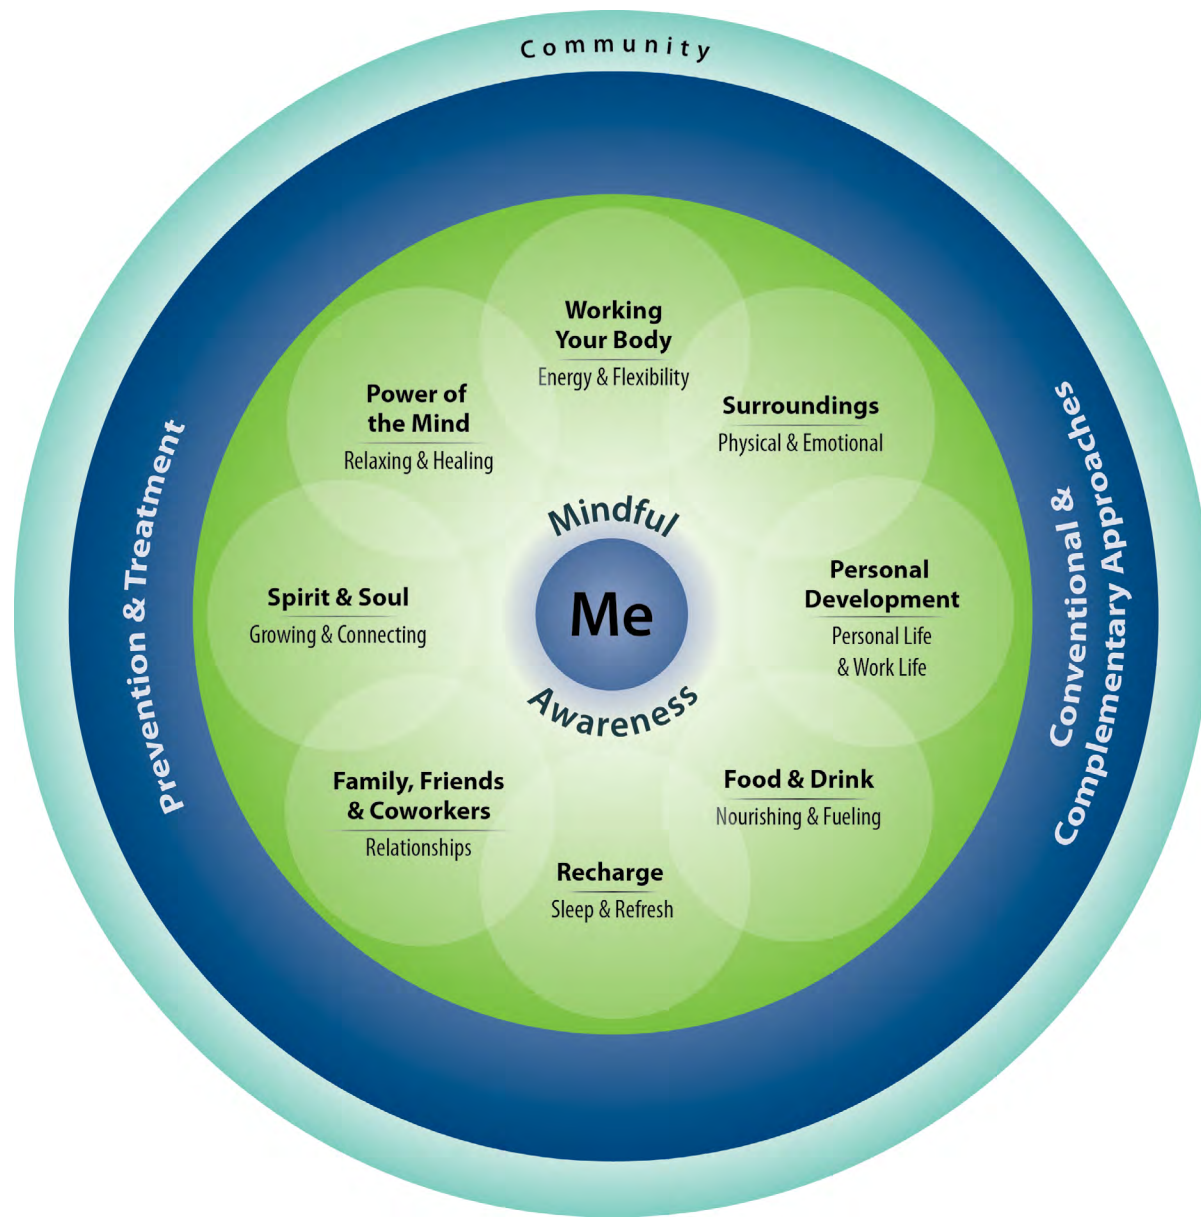 Community
Prevention & Treatment
Conventional &
Complementary Approaches
Working
Your Body
Energy & Flexibility
Surroundings
Physical & Emotional
Personal
Development
Personal Life
& Work Life
Food & Drink
Nourishing & Fueling
Recharge
Sleep & Refresh
Family, Friends
& Coworkers
Relationships
Spirit & Soul
Growing & Connecting
Power of
the Mind
Relaxing & Healing
Mindful
Me
Awareness